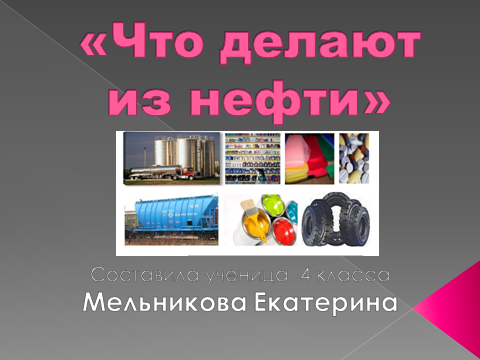 «Что делают
из нефти»
Составила ученица 4 класса
Мельникова Екатерина